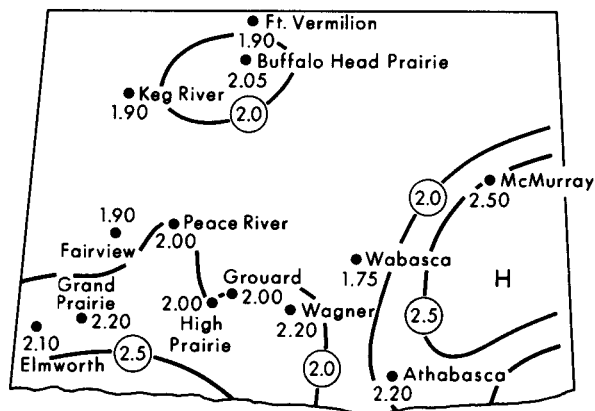 Ft. Vermilion
1.90
Buffalo Head Prairie
2.05
Keg River
1.90
2.0
McMurray
2.50
2.0
1.90
Peace River
2.00
Fairview
Wabasca
1.75
H
Grand
Prairie
2.20
Grouard
2.00
2.00
High
Prairie
Wagner
2.20
2.5
2.10
Elmworth
2.5
2.0
Athabasca
2.20